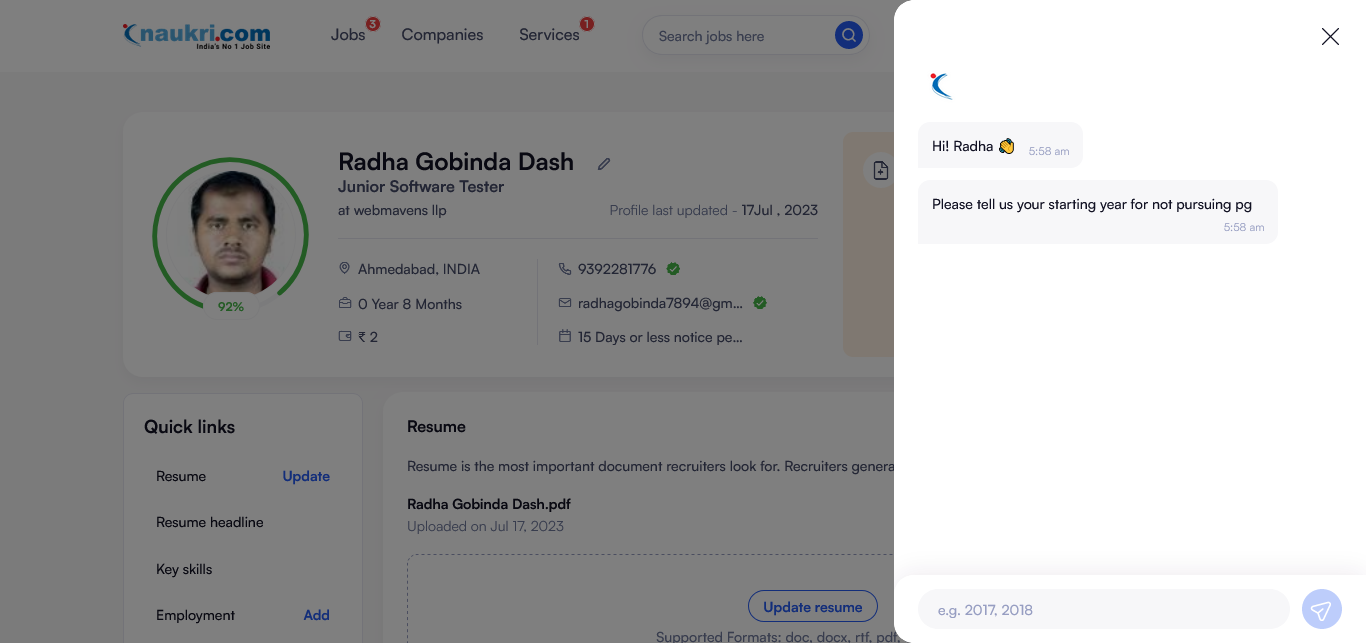 naukri.com
India's No 1 Job Site
Jobs
3
Companies
Services
1
Search jobs here
Radha Gobinda Dash
Junior Software Tester
at webmavens llp
Profile last updated - 17Jul , 2023
Ahmedabad, INDIA
9392281776
0 Year 8 Months
radhagobinda7894@gm...
₹ 2
15 Days or less notice pe...
92%
Quick links
Resume
Update
Resume headline
Key skills
Employment
Add
Resume
Resume is the most important document recruiters look for. Recruiters genera
Radha Gobinda Dash.pdf
Uploaded on Jul 17, 2023
Update resume
Supported Formats: doc, docx, rtf, pdf,
Hi! Radha 👏
5:58 am
Please tell us your starting year for not pursuing pg
5:58 am
e.g. 2017, 2018